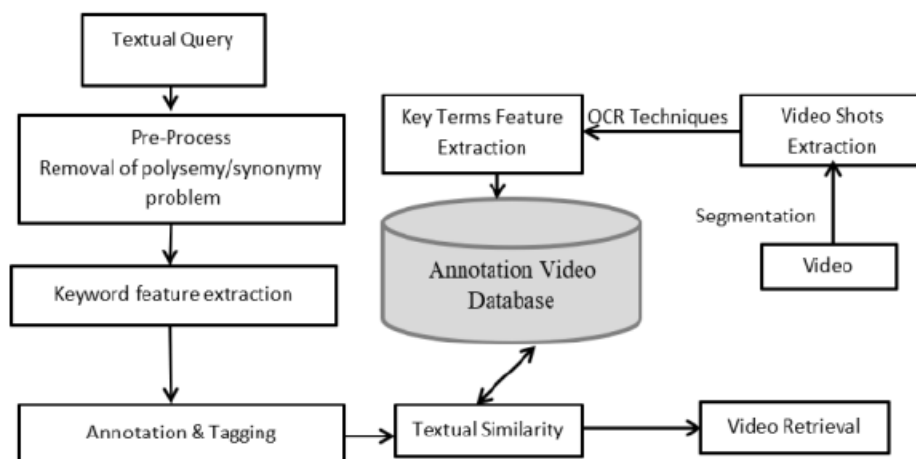 Textual Query
Pre-Process
Removal of polysemy/synonymy
problem
Keyword feature extraction
Annotation & Tagging
Key Terms Feature
Extraction
OCR Techniques
Video Shots
Extraction
Segmentation
Video
Annotation Video
Database
Textual Similarity
Video Retrieval